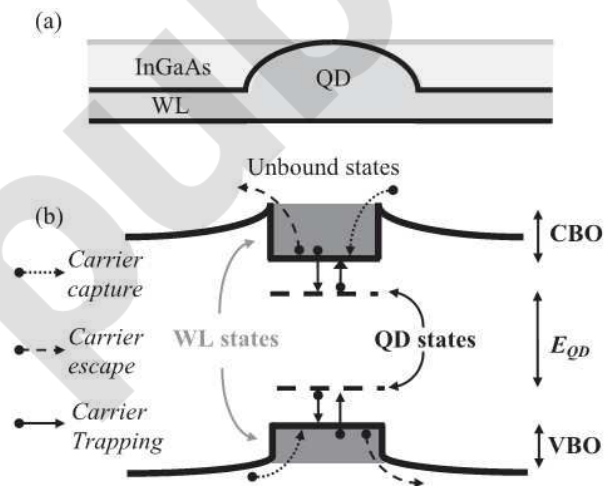 (a)
InGaAs
QD
WL
Unbound states
(b)
CBO
Carrier
capture
WL states
QD states
E_QD
Carrier
escape
Carrier
Trapping
VBO